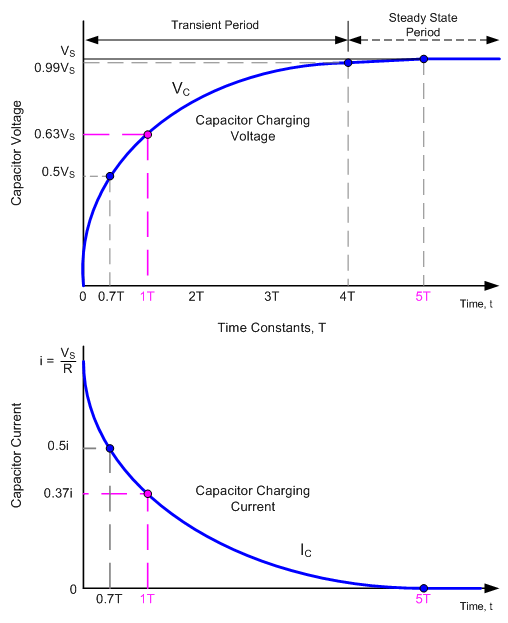 Transient Period
Steady State
Period
VS
0.99VS
VC
Capacitor Charging
Voltage
0.63VS
0.5VS
Capacitor Voltage
0 0.7T 1T 2T 3T 4T 5T
Time, t
Time Constants, T
i = VS
R
0.5i
0.37i
Capacitor Current
Capacitor Charging
Current
IC
0
0.7T 1T 5T
Time, t